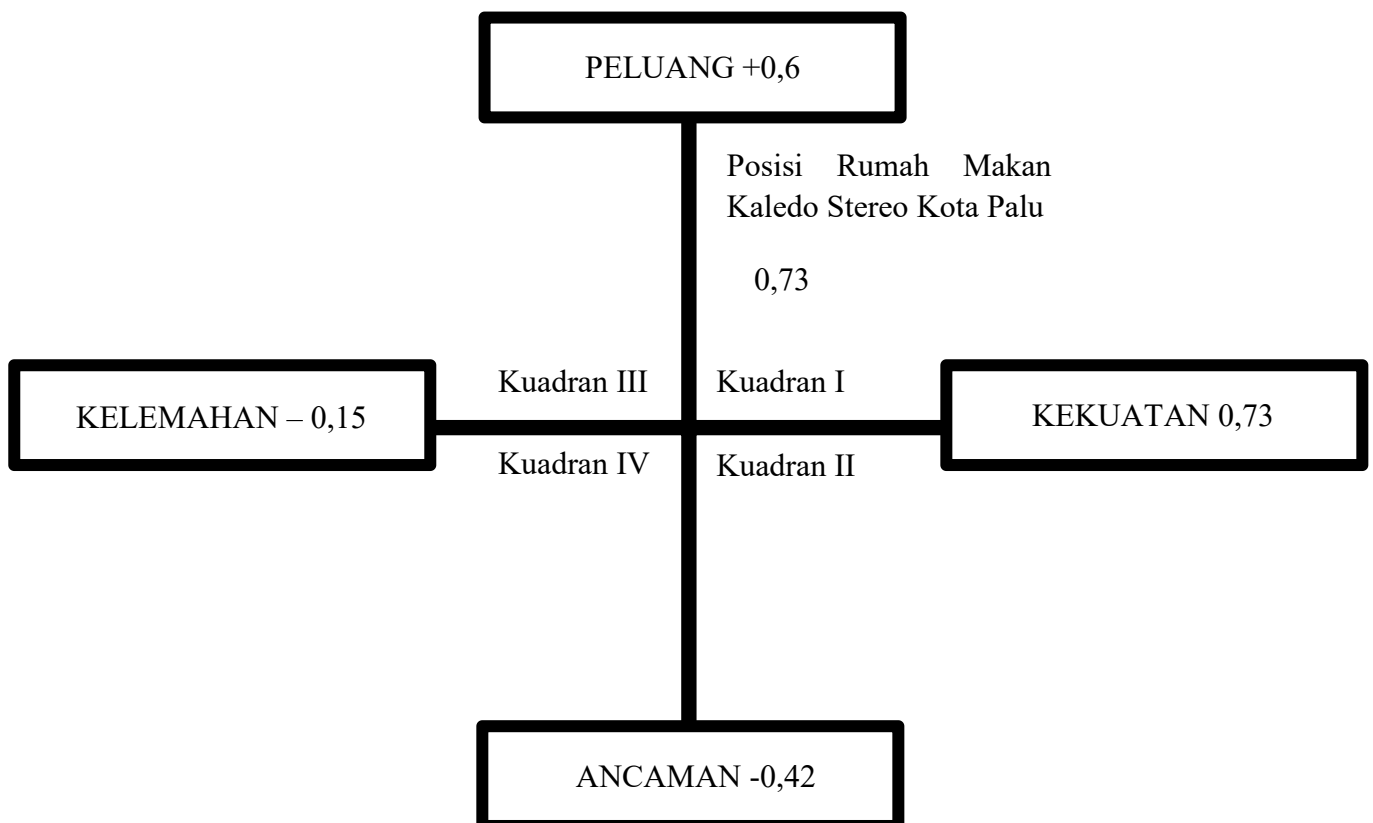 PELUANG +0,6
Posisi Rumah Makan
Kaledo Stereo Kota Palu
0,73
Kuadran III
Kuadran I
KELEMAHAN – 0,15
KEKUATAN 0,73
Kuadran IV
Kuadran II
ANCAMAN -0,42